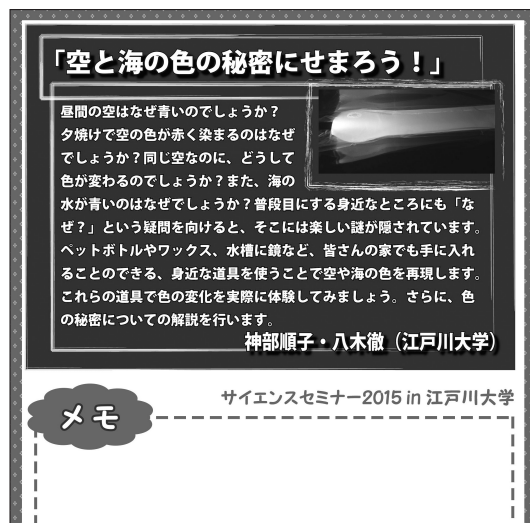 「空と海の色の秘密にせまろう！」
昼間の空はなぜ青いのでしょうか？
夕焼けで空の色が赤く染まるのはなぜ
でしょうか？同じ空なのに、どうして
色が変わるのでしょうか？また、海の
水が青いのはなぜでしょうか？普段目にする身近なところにも「な
ぜ？」という疑問を向けると、そこには楽しい謎が隠されています。
ペットボトルやワックス、水槽に鏡など、皆さんの家でも手に入れ
ることのできる、身近な道具を使うことで空や海の色を再現します。
これらの道具で色の変化を実際に体験してみましょう。さらに、色
の秘密についての解説を行います。
神部順子・八木徹（江戸川大学）
サイエンスセミナー2015 in 江戸川大学
メモ